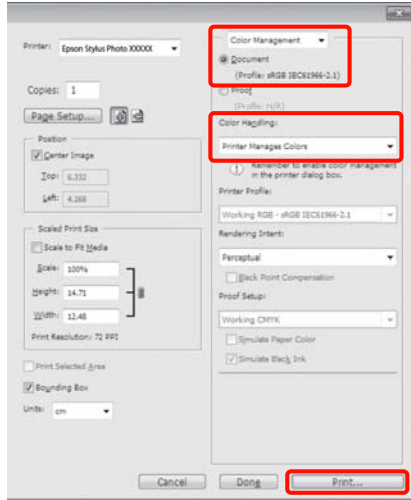 Printer: Epson Stylus Photo XXXXX
Copies: 1
Page Setup...
Position
Center Image
Top: 6.332
Left: 4.268
Scaled Print Size
Scale to Fit Media
Scale: 100%
Height: 14.71
Width: 12.48
Print Resolution: 72 PPI
Print Selected Area
Bounding Box
Units: cm
Color Management
Document
(Profile: sRGB IEC61966-2.1)
Proof
(Profile: N/A)
Color Handling:
Printer Manages Colors
Remember to enable color management
in the printer dialog box.
Printer Profile:
Working RGB - sRGB IEC61966-2.1
Rendering Intent:
Perceptual
Black Point Compensation
Proof Setup:
Working CMYK
Simulate Paper Color
Simulate Black Ink
Cancel
Done
Print...